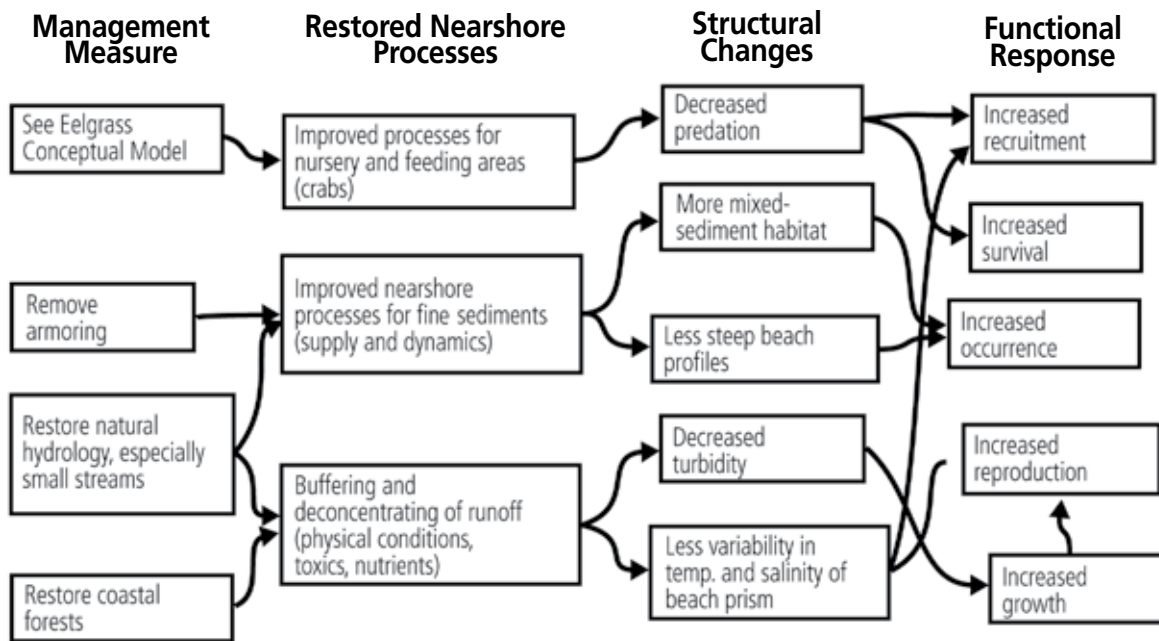 Management
Measure
Restored Nearshore
Processes
Structural
Changes
Functional
Response
See Eelgrass
Conceptual Model
Remove
armoring
Restore natural
hydrology, especially
small streams
Restore coastal
forests
Improved processes for
nursery and feeding areas
(crabs)
Improved nearshore
processes for fine sediments
(supply and dynamics)
Buffering and
deconcentrating of runoff
(physical conditions,
toxics, nutrients)
Decreased
predation
More mixed-
sediment habitat
Less steep beach
profiles
Decreased
turbidity
Less variability in
temp. and salinity of
beach prism
Increased
recruitment
Increased
survival
Increased
occurrence
Increased
reproduction
Increased
growth